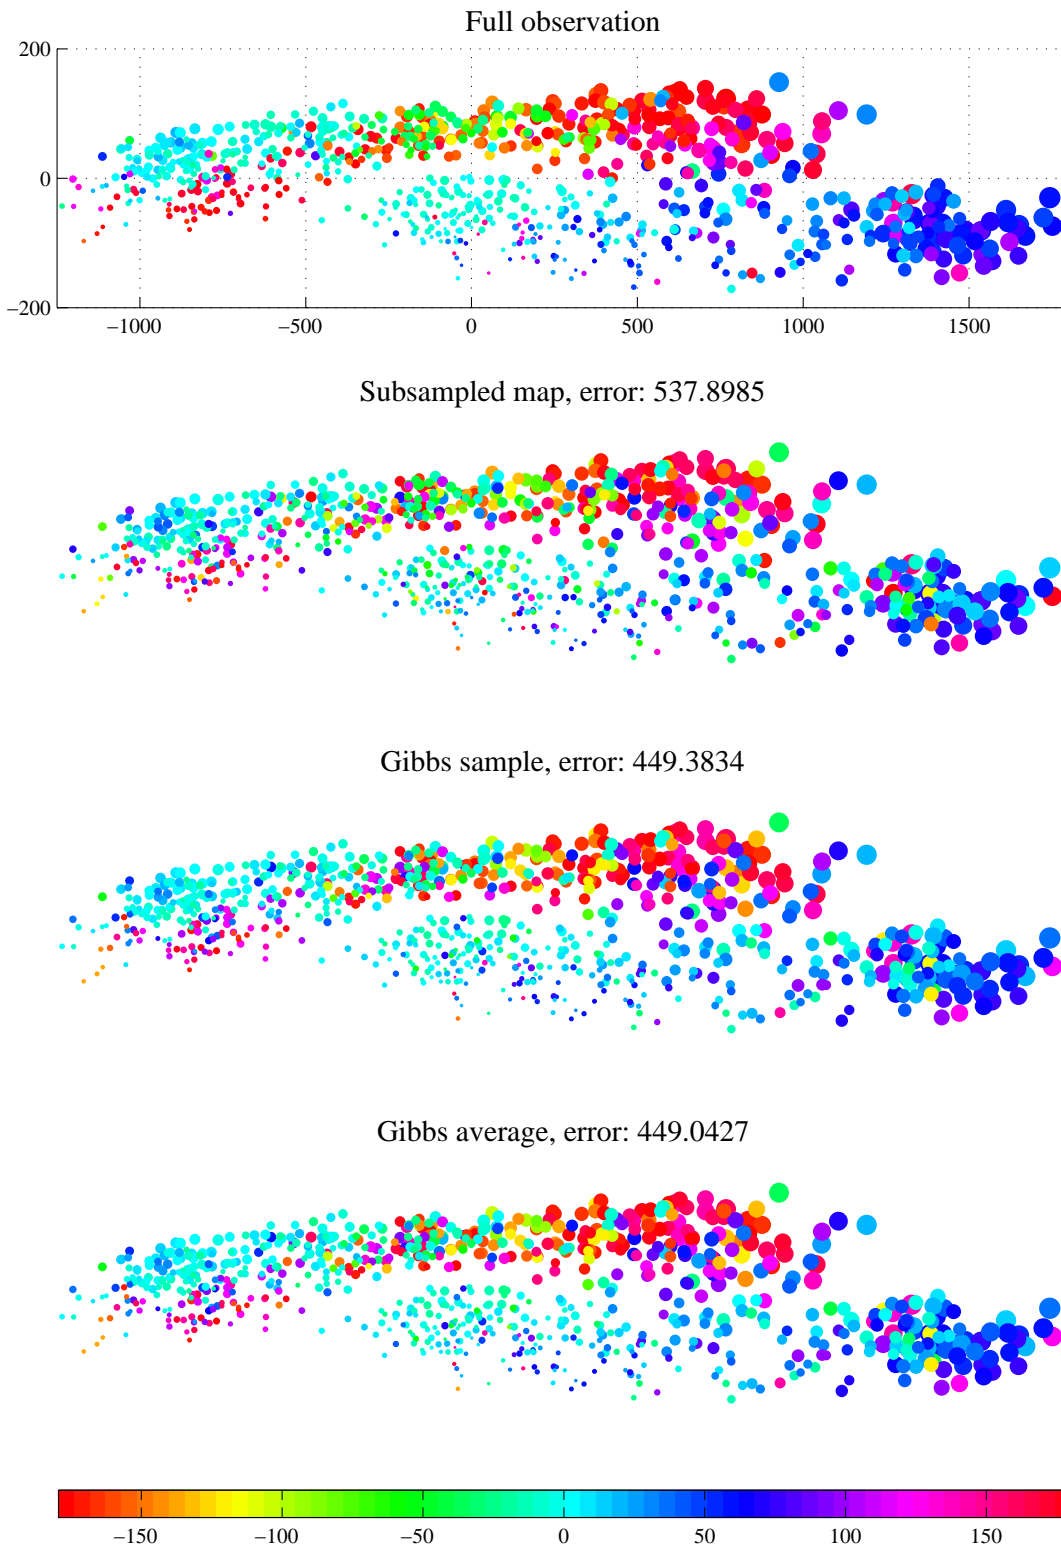 Full observation
200
0
−200
−1000 −500 0 500 1000 1500
Subsampled map, error: 537.8985
Gibbs sample, error: 449.3834
Gibbs average, error: 449.0427
−150 −100 −50 0 50 100 150